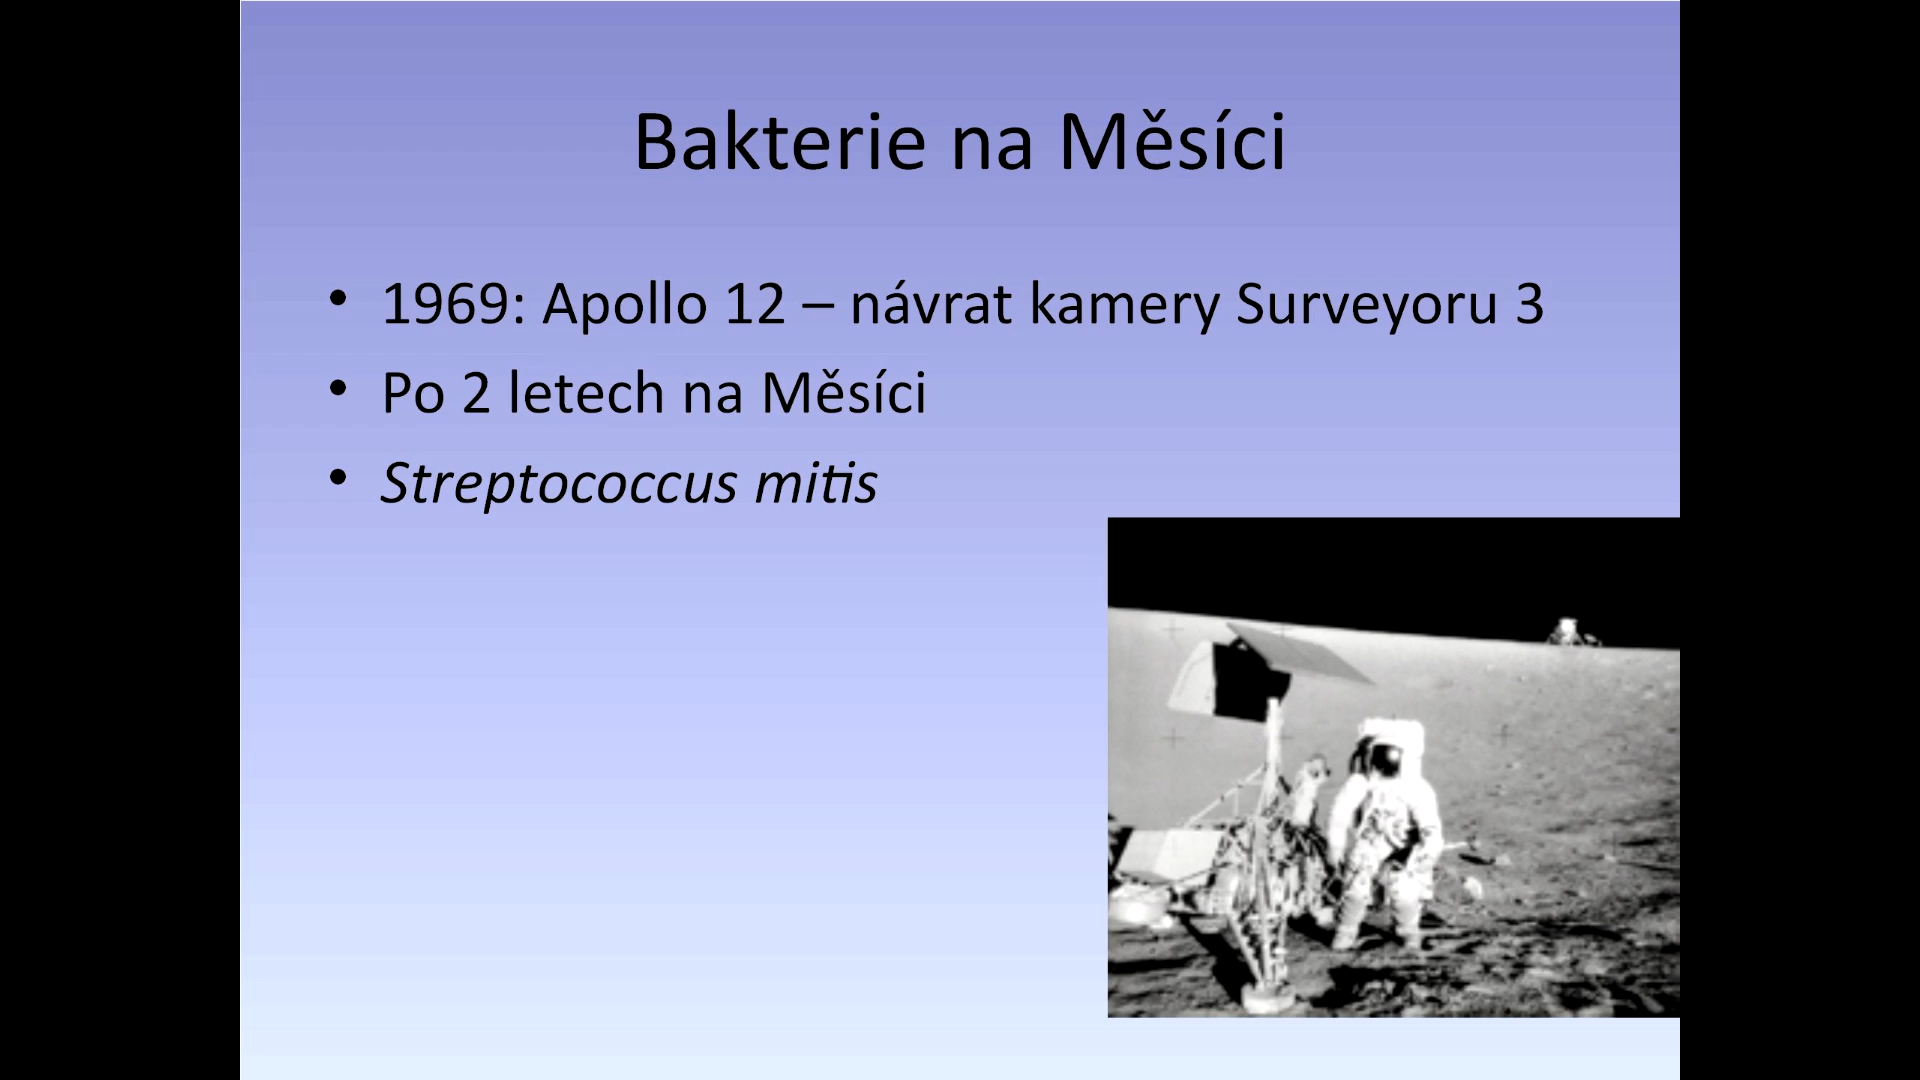 Bakterie na Měsíci
• 1969: Apollo 12 – návrat kamery Surveyoru 3
• Po 2 letech na Měsíci
• Streptococcus mitis